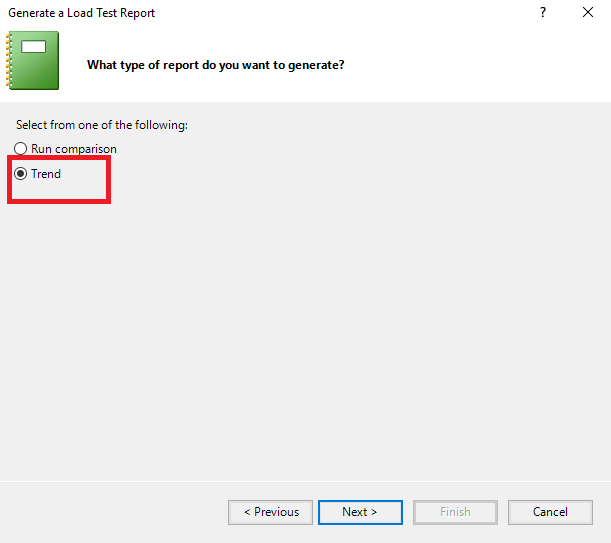 Generate a Load Test Report
?
What type of report do you want to generate?
Select from one of the following:
Run comparison
Trend
< Previous Next > Finish Cancel